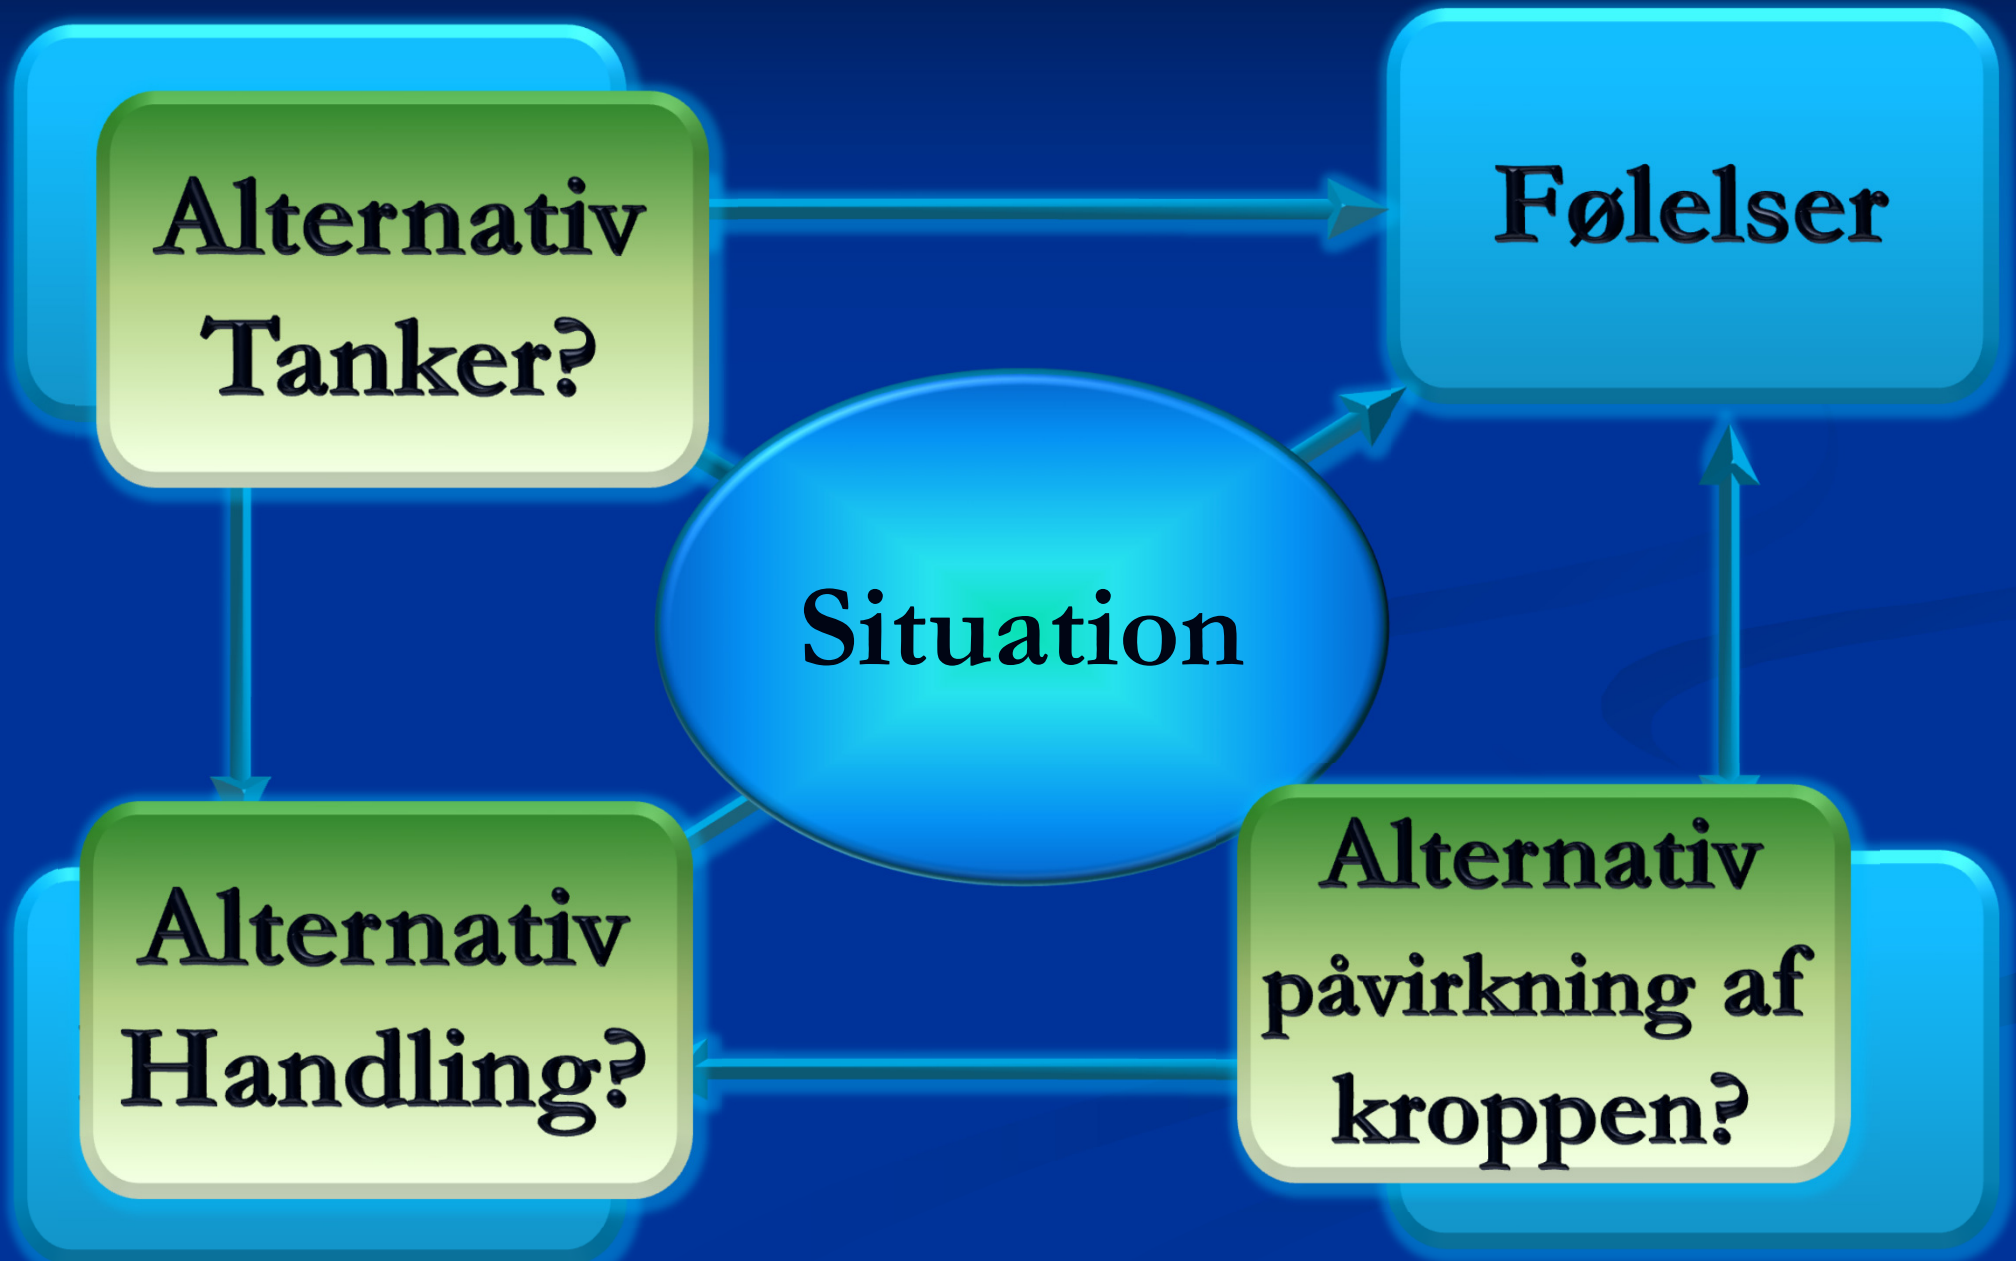 Alternativ
Tanker?
Følelser
Situation
Alternativ
Handling?
Alternativ
påvirkning af
kroppen?